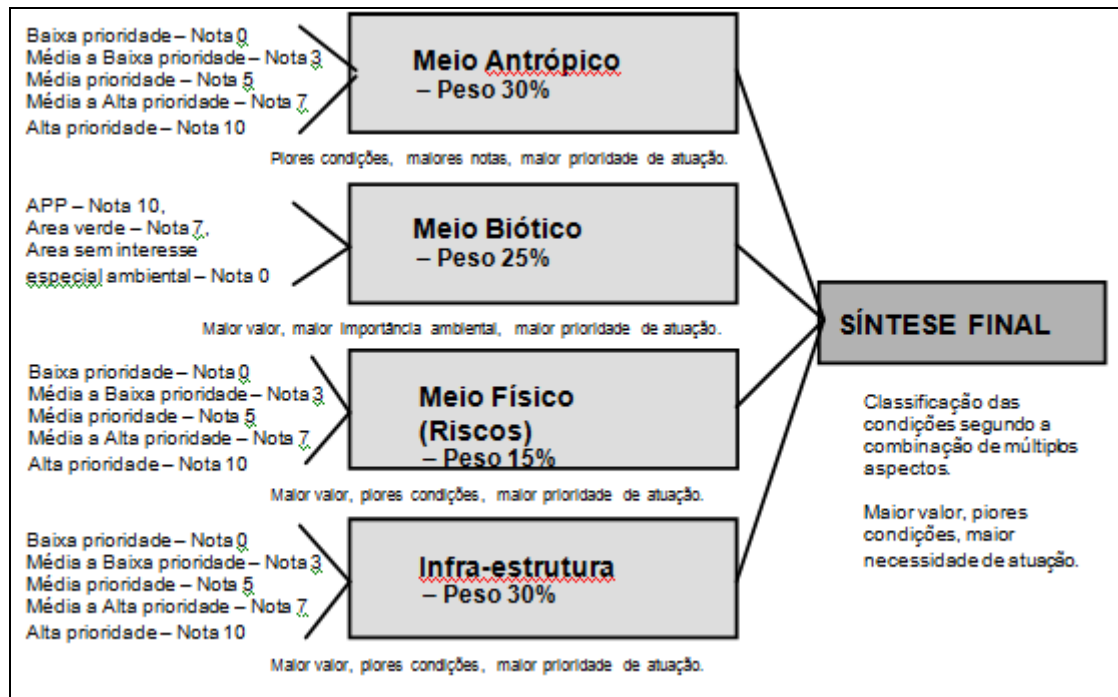 Baixa prioridade – Nota 0
Média a Baixa prioridade – Nota 3
Média prioridade – Nota 5
Média a Alta prioridade – Nota 7
Alta prioridade – Nota 10
Meio Antrópico
– Peso 30%
Piores condições, maiores notas, maior prioridade de atuação.
APP – Nota 10,
Area verde – Nota 7,
Area sem interesse
especial ambiental – Nota 0
Meio Biótico
– Peso 25%
Maior valor, maior importância ambiental, maior prioridade de atuação.
Baixa prioridade – Nota 0
Média a Baixa prioridade – Nota 3
Média prioridade – Nota 5
Média a Alta prioridade – Nota 7
Alta prioridade – Nota 10
Meio Físico
(Riscos)
– Peso 15%
Maior valor, piores condições, maior prioridade de atuação.
Baixa prioridade – Nota 0
Média a Baixa prioridade – Nota 3
Média prioridade – Nota 5
Média a Alta prioridade – Nota 7
Alta prioridade – Nota 10
Infra-estrutura
– Peso 30%
Maior valor, piores condições, maior prioridade de atuação.
SÍNTESE FINAL
Classificação das
condições segundo a
combinação de múltiplos
aspectos.
Maior valor, piores
condições, maior
necessidade de atuação.